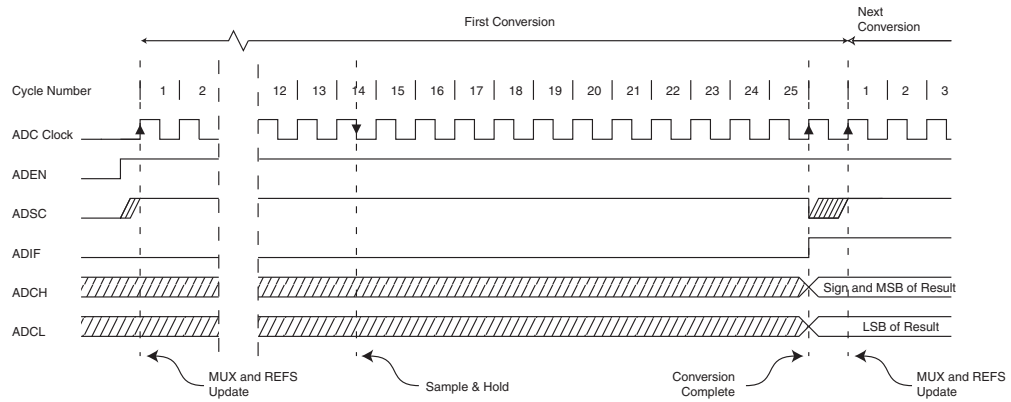 First Conversion
Next
Conversion
Cycle Number 1 2 12 13 14 15 16 17 18 19 20 21 22 23 24 25 1 2 3
ADC Clock
ADEN
ADSC
ADIF
ADCH Sign and MSB of Result
ADCL LSB of Result
MUX and REFS
Update
Sample & Hold
Conversion
Complete
MUX and REFS
Update